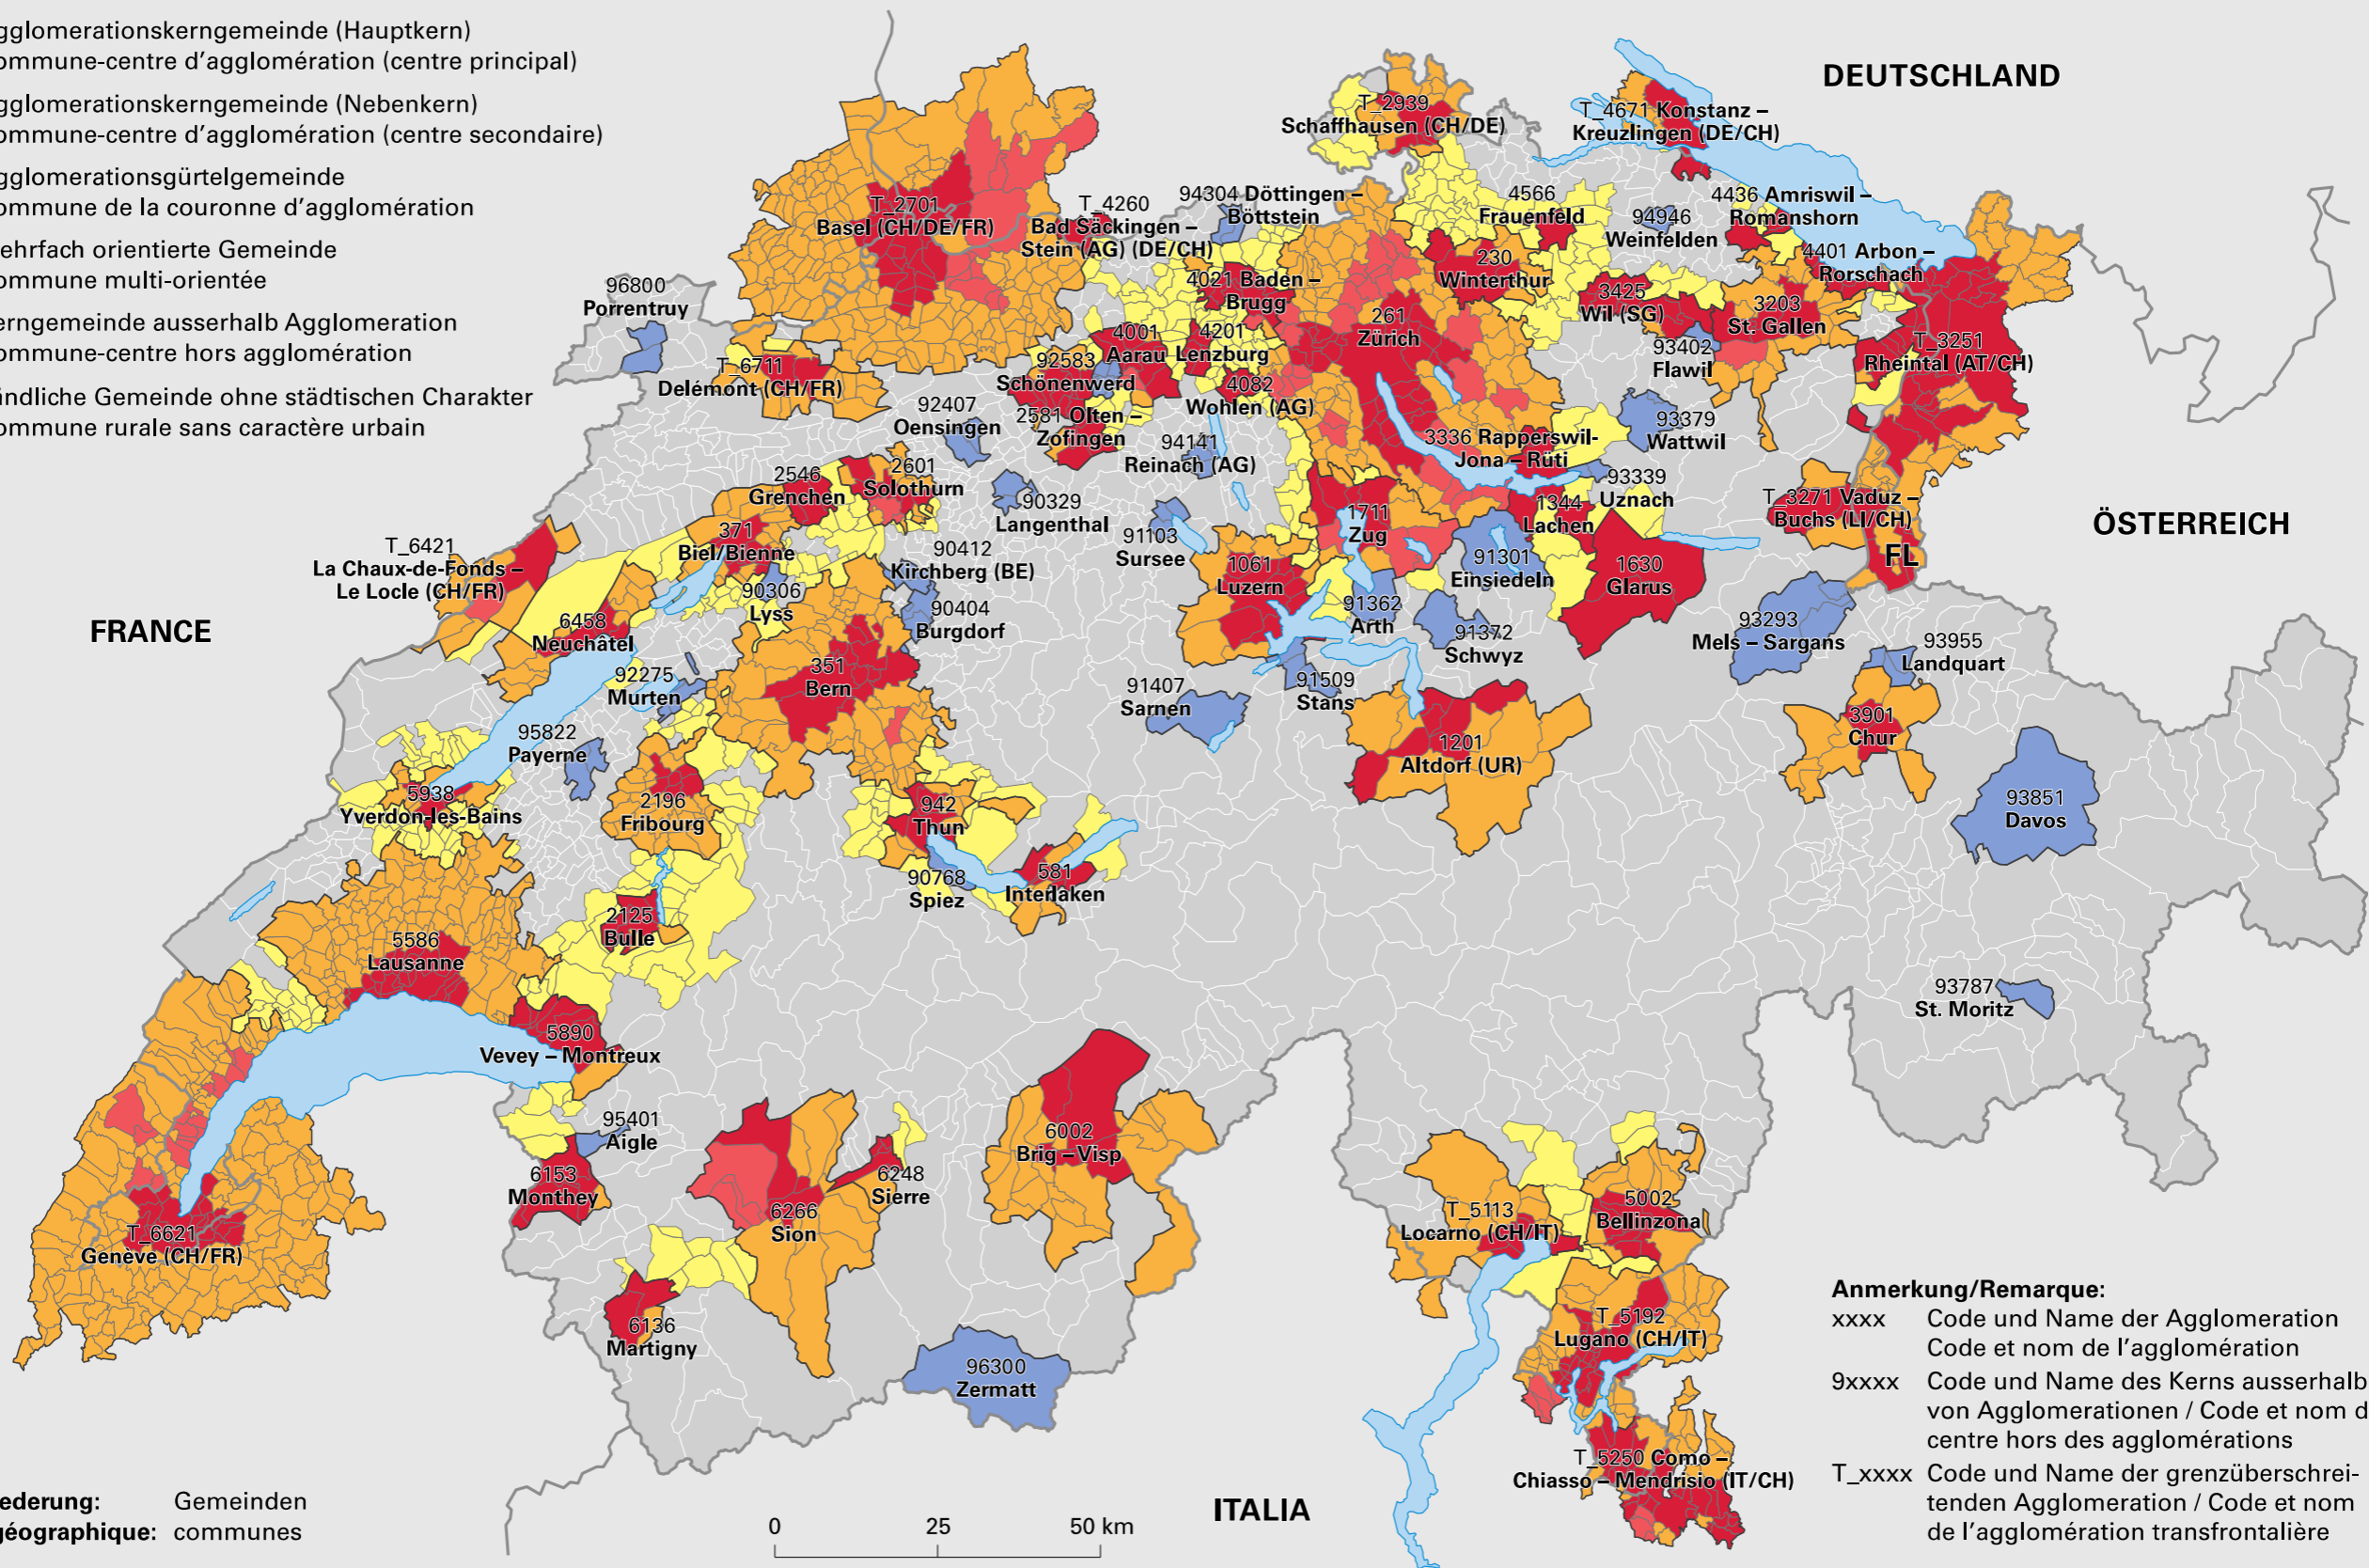 gglomerationskerngemeinde (Hauptkern)
ommune-centre d'agglomération (centre principal)
gglomerationskerngemeinde (Nebenkern)
ommune-centre d'agglomération (centre secondaire)
gglomerationsgürtelgemeinde
ommune de la couronne d'agglomération
ehrfach orientierte Gemeinde
ommune multi-orientée
erngemeinde ausserhalb Agglomeration
ommune-centre hors agglomération
ändliche Gemeinde ohne städtischen Charakter
ommune rurale sans caractère urbain
DEUTSCHLAND
FRANCE
ÖSTERREICH
ITALIA
FL
T_2939
Schaffhausen (CH/DE)
T_4671 Konstanz –
Kreuzlingen (DE/CH)
T_2701
Basel (CH/DE/FR)
T_4260
Bad Säckingen –
Stein (AG) (DE/CH)
94304 Döttingen –
Böttstein
4566
Frauenfeld
94946
Weinfelden
4436 Amriswil –
Romanshorn
4401 Arbon –
Rorschach
96800
Porrentruy
4021 Baden –
Brugg
230
Winterthur
3425
Wil (SG)
3203
St. Gallen
261
Zürich
T_3251
Rheintal (AT/CH)
T_6711
Delémont (CH/FR)
4001
Aarau
4201
Lenzburg
92583
Schönenwerd
4082
Wohlen (AG)
93402
Flawil
92407
Oensingen
2581 Olten –
Zofingen
94141
Reinach (AG)
93379
Wattwil
3336 Rapperswil-
Jona – Rüti
93339
Uznach
2546
Grenchen
2601
Solothurn
90329
Langenthal
91103
Sursee
1711
Zug
1344
Lachen
T_3271 Vaduz –
Buchs (LI/CH)
T_6421
La Chaux-de-Fonds –
Le Locle (CH/FR)
371
Biel/Bienne
90412
Kirchberg (BE)
1061
Luzern
91301
Einsiedeln
1630
Glarus
90306
Lyss
90404
Burgdorf
6458
Neuchâtel
91362
Arth
91372
Schwyz
93293
Mels – Sargans
93955
Landquart
351
Bern
92275
Murten
91407
Sarnen
91509
Stans
95822
Payerne
3901
Chur
1201
Altdorf (UR)
5938
Yverdon-les-Bains
2196
Fribourg
942
Thun
93851
Davos
90768
Spiez
581
Interlaken
2125
Bulle
5586
Lausanne
93787
St. Moritz
5890
Vevey – Montreux
95401
Aigle
6002
Brig – Visp
6153
Monthey
6248
Sierre
6266
Sion
T_5113
Locarno (CH/IT)
5002
Bellinzona
T_6621
Genève (CH/FR)
6136
Martigny
T_5192
Lugano (CH/IT)
96300
Zermatt
T_5250 Como –
Chiasso – Mendrisio (IT/CH)
Anmerkung/Remarque:
xxxx Code und Name der Agglomeration
Code et nom de l'agglomération
9xxxx Code und Name des Kerns ausserhalb
von Agglomerationen / Code et nom d
centre hors des agglomérations
T_xxxx Code und Name der grenzüberschrei-
tenden Agglomeration / Code et nom
de l'agglomération transfrontalière
iederung: Gemeinden
géographique: communes
0 25 50 km